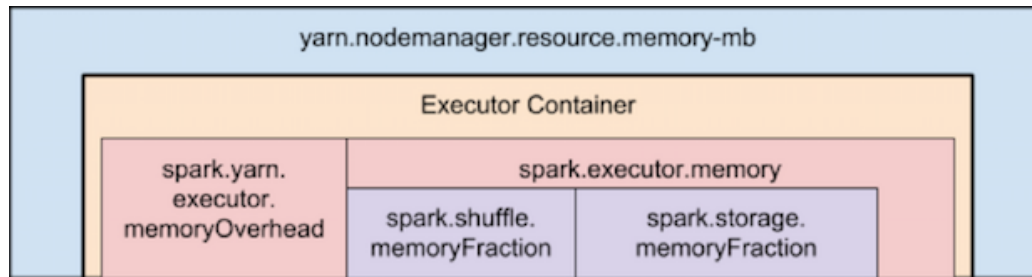 yarn.nodemanager.resource.memory-mb
Executor Container
spark.yarn.
executor.
memoryOverhead
spark.executor.memory
spark.shuffle.
memoryFraction
spark.storage.
memoryFraction